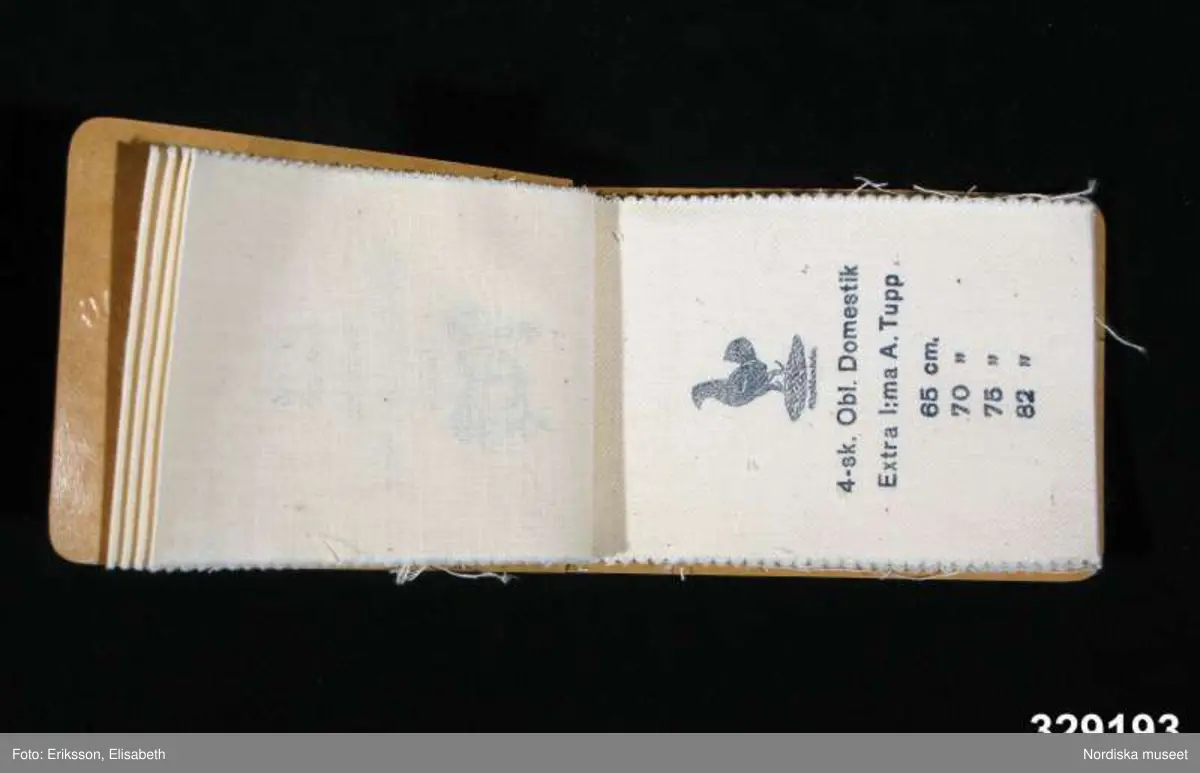 4-sk. Obl. Domestik
Extra I:ma A. Tupp
65 cm.
70 "
75 "
82 "
329193
Foto: Eriksson, Elisabeth
Nordiska museet